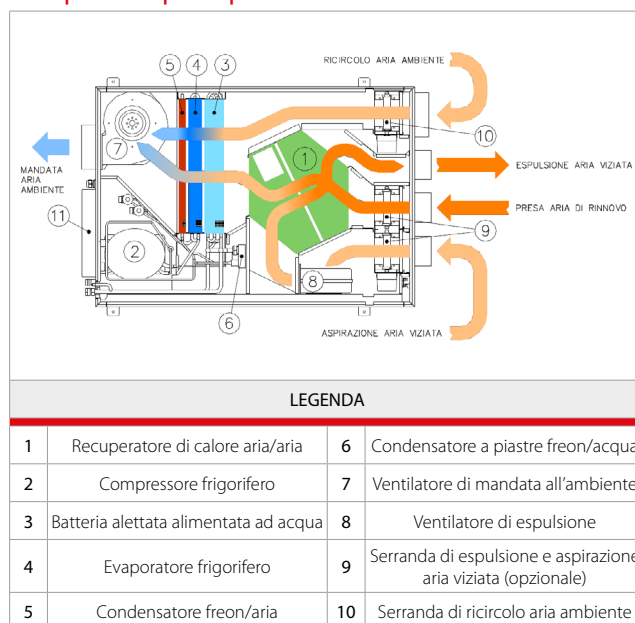 RICIRCOLO ARIA AMBIENTE
5
4
3
1
10
7
MANDATA
ARIA
AMBIENTE
ESPULSIONE ARIA VIZIATA
PRESA ARIA DI RINNOVO
11
2
9
8
6
ASPIRAZIONE ARIA VIZIATA
LEGENDA
1 Recuperatore di calore aria/aria 6 Condensatore a piastre freon/acqua
2 Compressore frigorifero 7 Ventilatore di mandata all'ambiente
3 Batteria alettata alimentata ad acqua 8 Ventilatore di espulsione
4 Evaporatore frigorifero 9 Serranda di espulsione e aspirazione
aria viziata (opzionale)
5 Condensatore freon/aria 10 Serranda di ricircolo aria ambiente